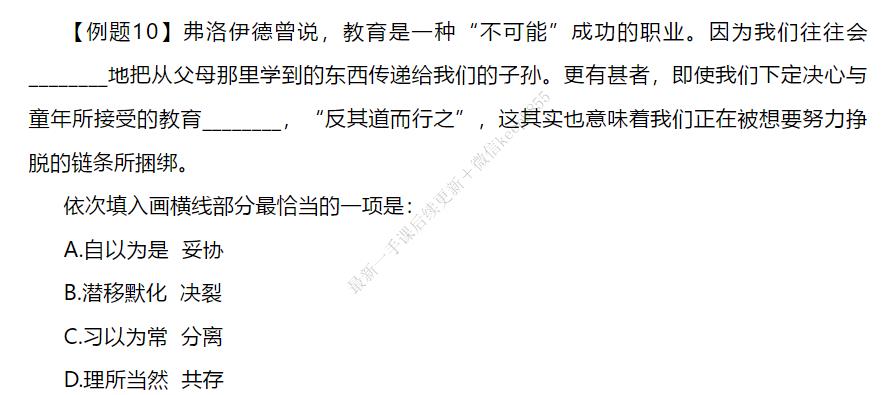 【例题10】弗洛伊德曾说，教育是一种“不可能”成功的职业。因为我们往往会
________地把从父母那里学到的东西传递给我们的子孙。更有甚者，即使我们下定决心与
童年所接受的教育________，“反其道而行之”，这其实也意味着我们正在被想要努力挣
脱的链条所捆绑。
依次填入画横线部分最恰当的一项是：
A.自以为是 妥协
B.潜移默化 决裂
C.习以为常 分离
D.理所当然 共存
最新一手课后续更新＋微信